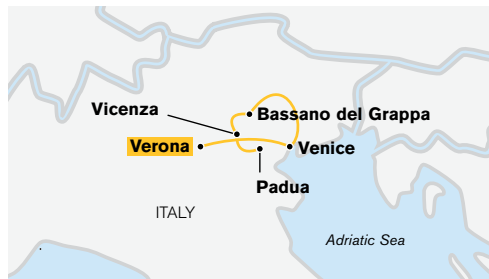 Vicenza
Bassano del Grappa
Verona
Venice
Padua
ITALY
Adriatic Sea